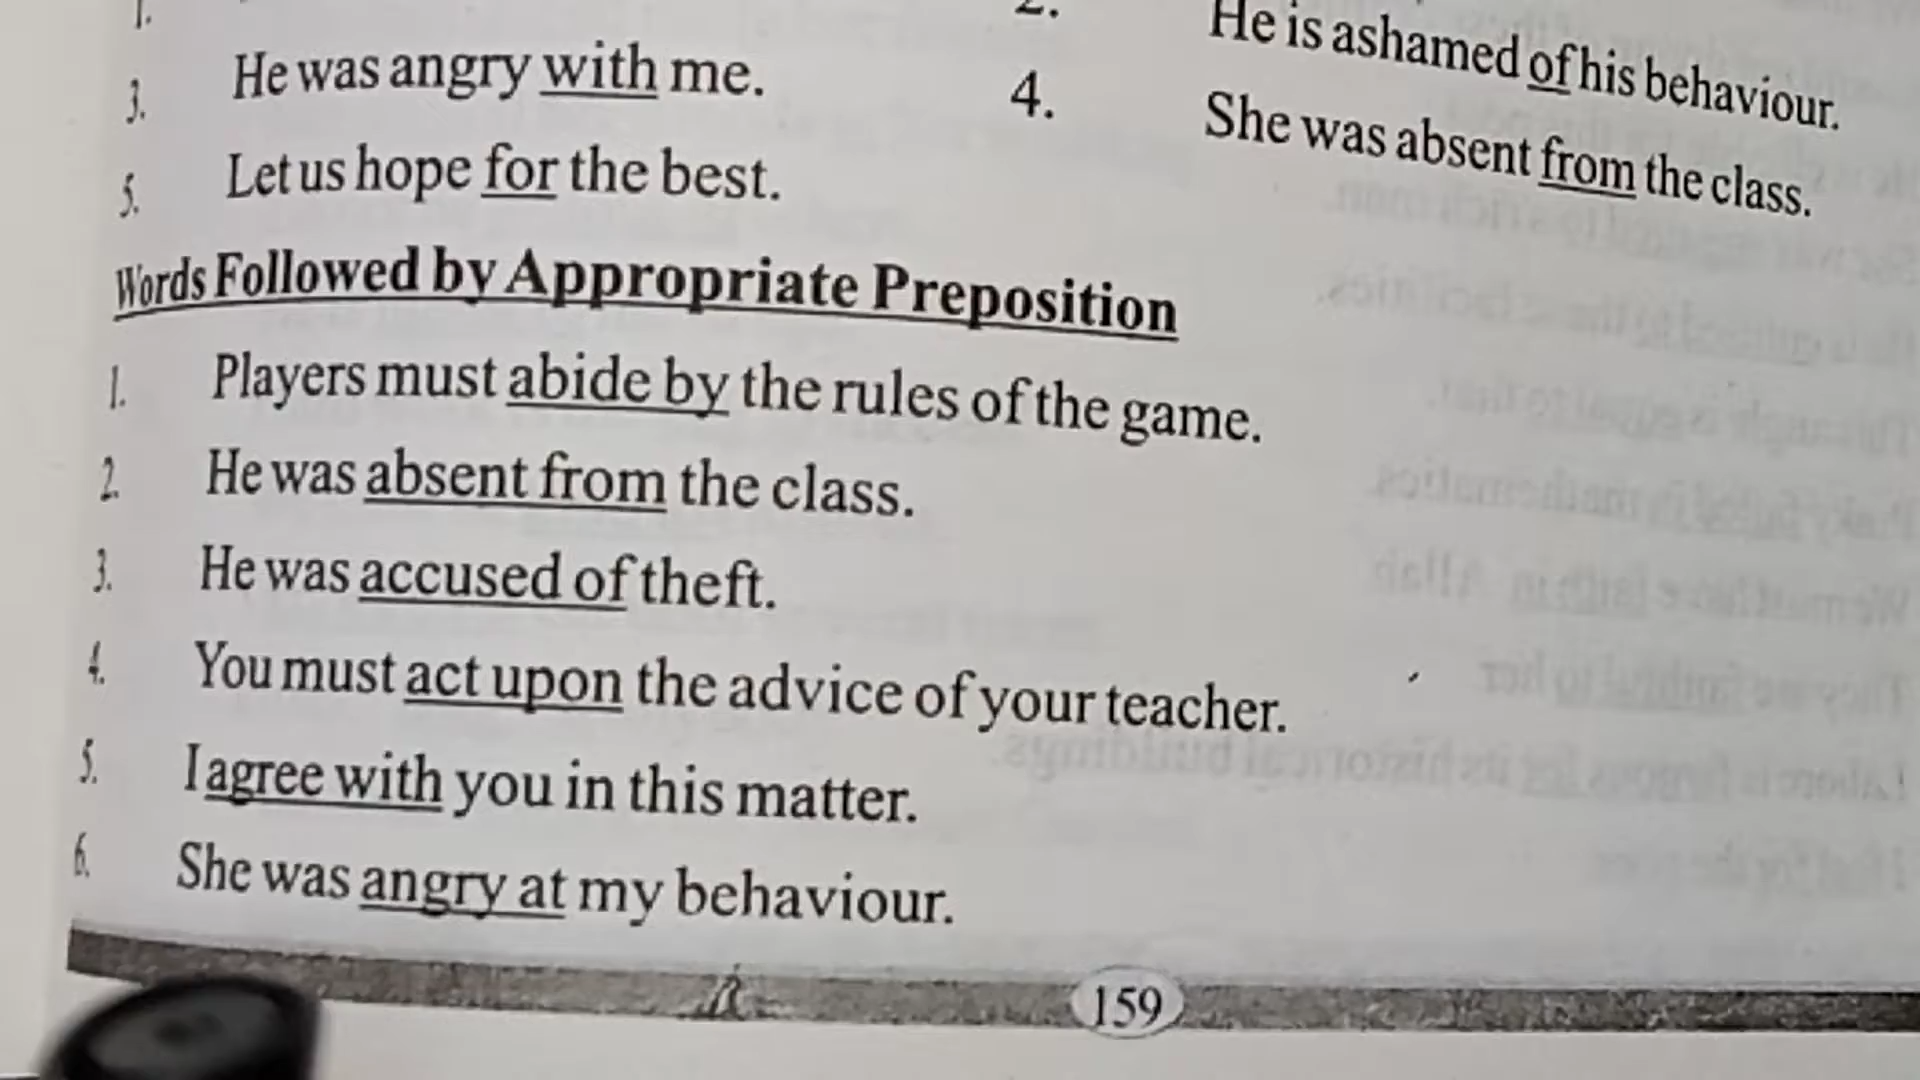 1.
2. He is ashamed of his behaviour.
3. He was angry with me.
4. She was absent from the class.
5. Let us hope for the best.
Words Followed by Appropriate Preposition
1. Players must abide by the rules of the game.
2. He was absent from the class.
3. He was accused of theft.
4. You must act upon the advice of your teacher.
5. I agree with you in this matter.
6. She was angry at my behaviour.
159